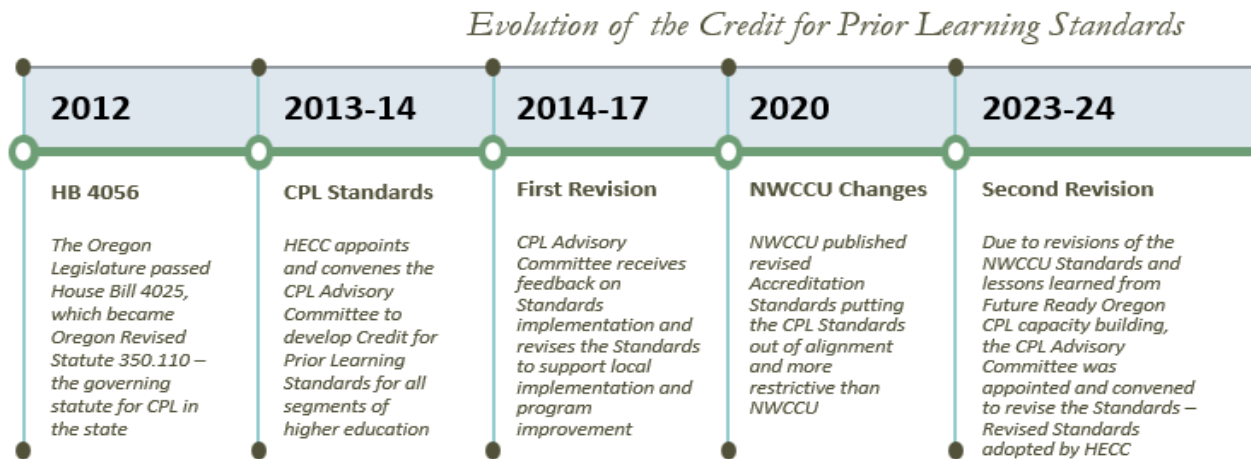 Evolution of the Credit for Prior Learning Standards
2012
HB 4056
The Oregon
Legislature passed
House Bill 4025,
which became
Oregon Revised
Statute 350.110 –
the governing
statute for CPL in
the state
2013-14
CPL Standards
HECC appoints
and convenes the
CPL Advisory
Committee to
develop Credit for
Prior Learning
Standards for all
segments of
higher education
2014-17
First Revision
CPL Advisory
Committee receives
feedback on
Standards
implementation and
revises the Standards
to support local
implementation and
program
improvement
2020
NWCCU Changes
NWCCU published
revised
Accreditation
Standards putting
the CPL Standards
out of alignment
and more
restrictive than
NWCCU
2023-24
Second Revision
Due to revisions of the
NWCCU Standards and
lessons learned from
Future Ready Oregon
CPL capacity building,
the CPL Advisory
Committee was
appointed and convened
to revise the Standards –
Revised Standards
adopted by HECC